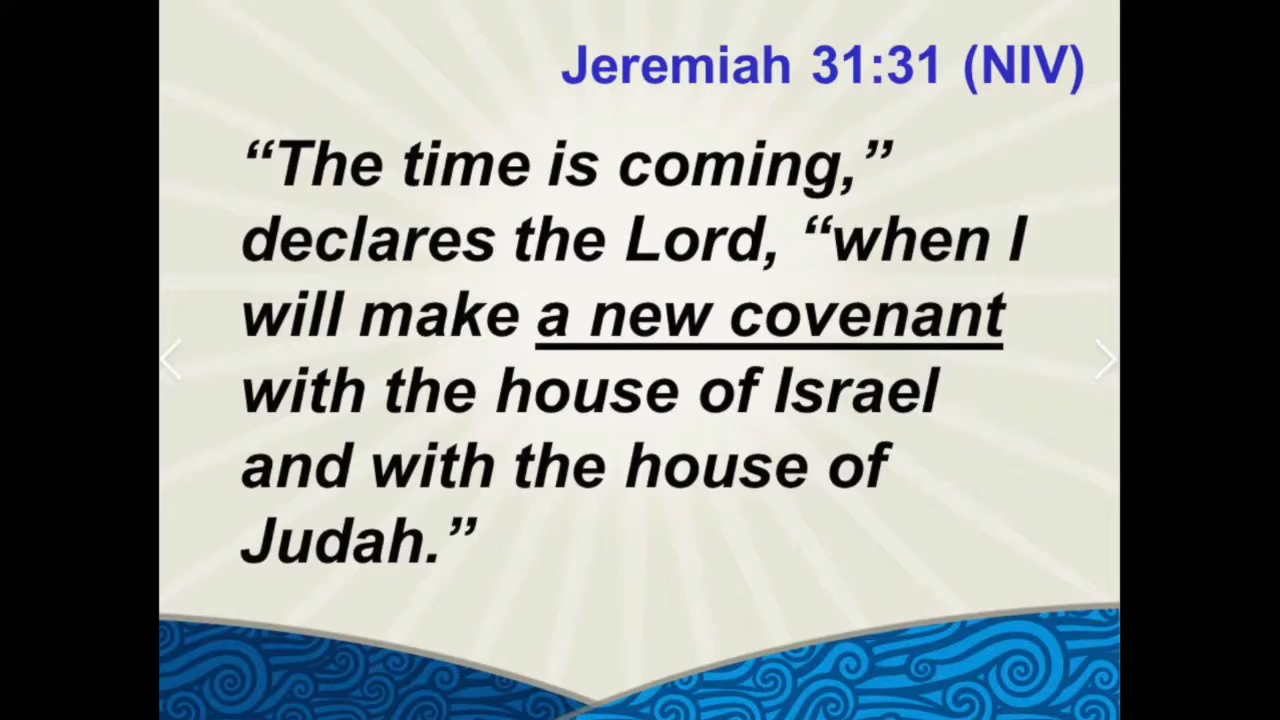 Jeremiah 31:31 (NIV)
“The time is coming,”
declares the Lord, “when I
will make a new covenant
with the house of Israel
and with the house of
Judah.”